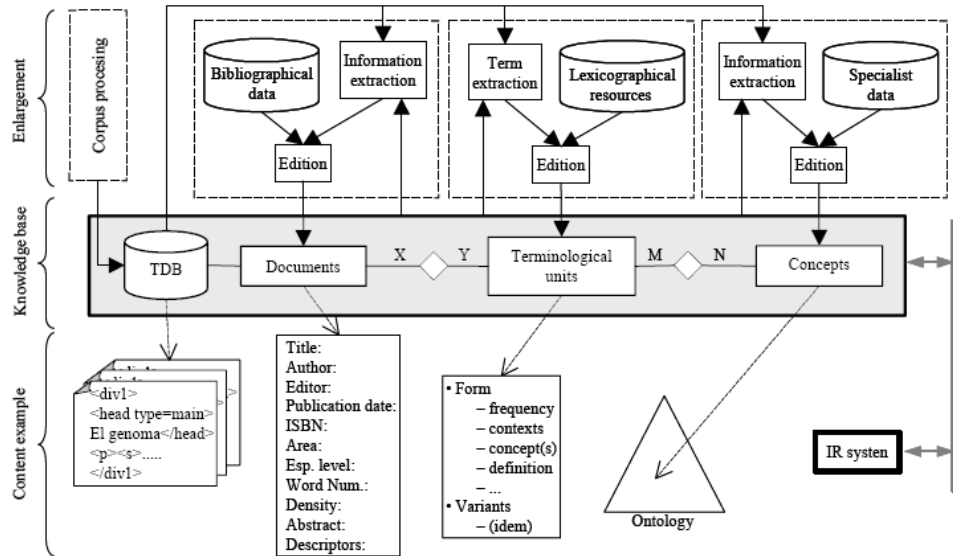 Enlargement
Corpus procesing
Bibliographical
data
Information
extraction
Edition
Term
extraction
Lexicographical
resources
Edition
Information
extraction
Specialist
data
Edition
Knowledge base
TDB
Documents
X
Y
Terminological
units
M
N
Concepts
Content example
<div1>
<head type=main>
El genoma</head>
<p><s>.....
</div1>
Title:
Author:
Editor:
Publication date:
ISBN:
Area:
Esp. level:
Word Num.:
Density:
Abstract:
Descriptors:
• Form
– frequency
– contexts
– concept(s)
– definition
– ...
• Variants
– (idem)
Ontology
IR systen